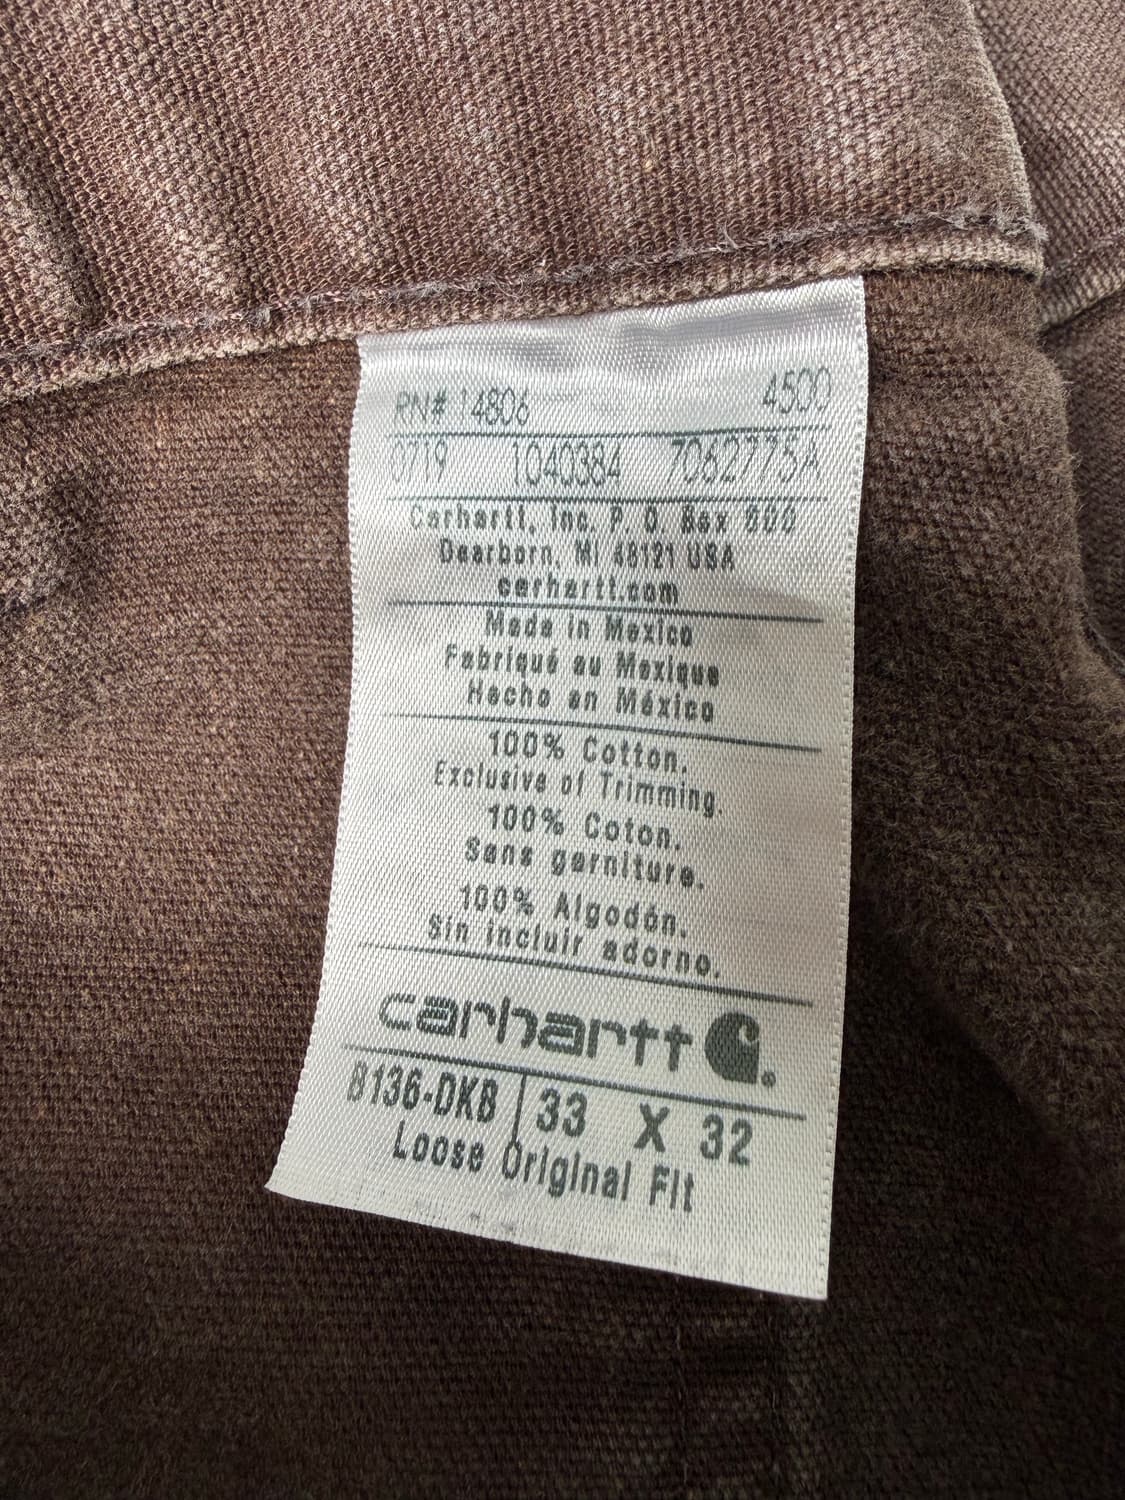 RN# 14806 4500
0719 1040384 7062775A
Carhartt, Inc. P. O. Box 600
Dearborn, MI 48121 USA
carhartt.com
Made in Mexico
Fabriqué au Mexique
Hecho en México
100% Cotton.
Exclusive of Trimming.
100% Coton.
Sans garniture.
100% Algodón.
Sin incluir adorno.
carhartt
B136-DKB | 33 X 32
Loose Original Fit